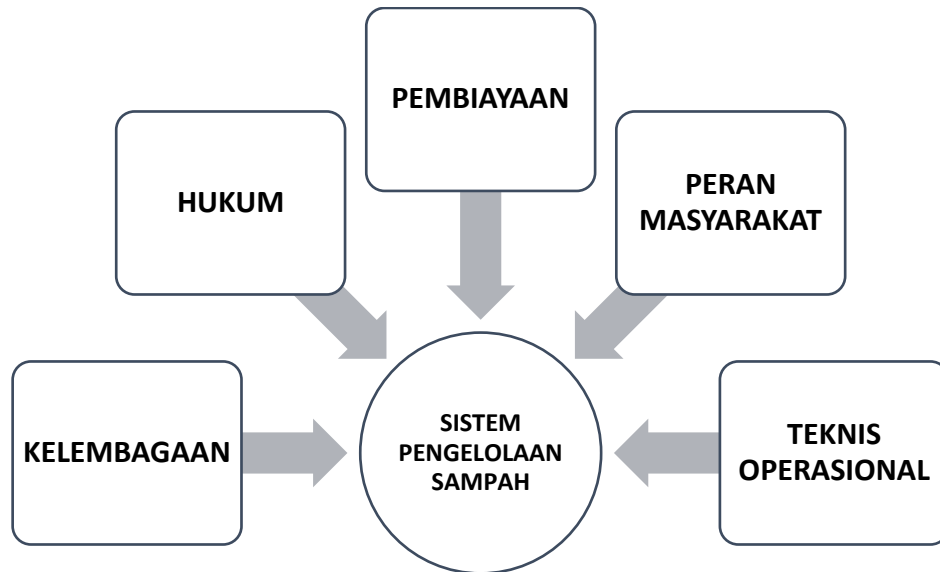 PEMBIAYAAN
HUKUM
PERAN
MASYARAKAT
KELEMBAGAAN
SISTEM
PENGELOLAAN
SAMPAH
TEKNIS
OPERASIONAL